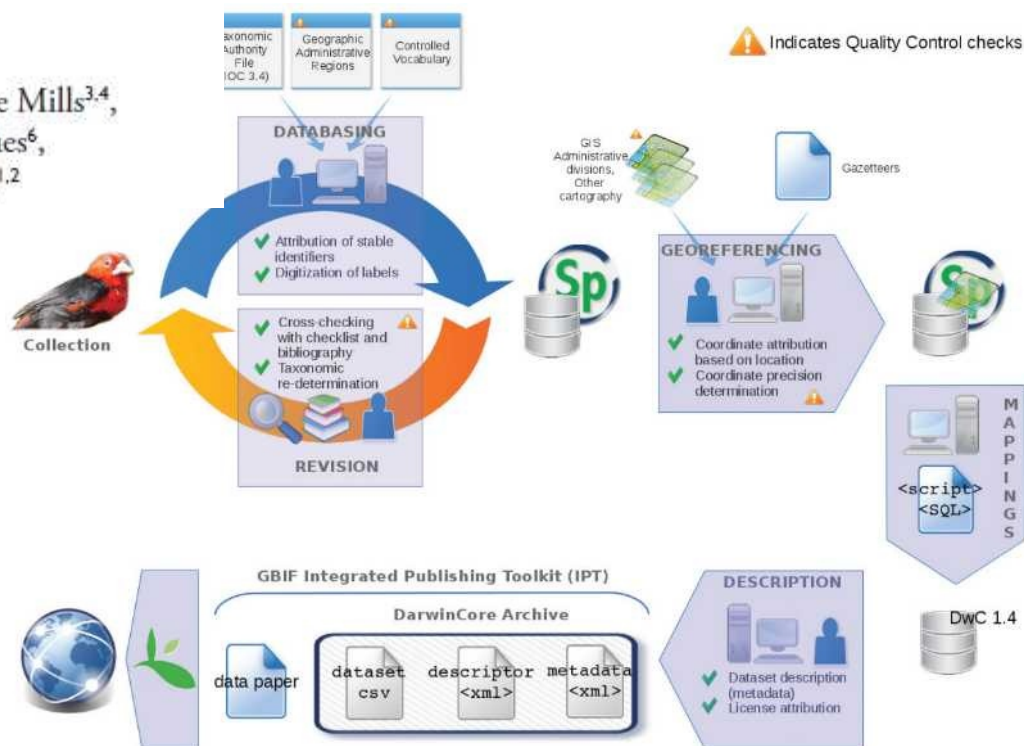 axonomic
Authority
File
IOC 3.4)
Geographic
Administrative
Regions
Controlled
Vocabulary
Indicates Quality Control checks
e Mills3,4,
ues6,
1,2
DATABASING
Attribution of stable
identifiers
Digitization of labels
Collection
Cross-checking
with checklist and
bibliography
Taxonomic
re-determination
REVISION
Sp
GIS
Administrative
divisions,
Other
cartography
Gazetteers
GEOREFERENCING
Coordinate attribution
based on location
Coordinate precision
determination
Sp
MAPPINGS
<script>
<SQL>
DwC 1.4
DESCRIPTION
Dataset description
(metadata)
License attribution
GBIF Integrated Publishing Toolkit (IPT)
DarwinCore Archive
data paper
dataset
csv
descriptor
<xml>
metadata
<xml>